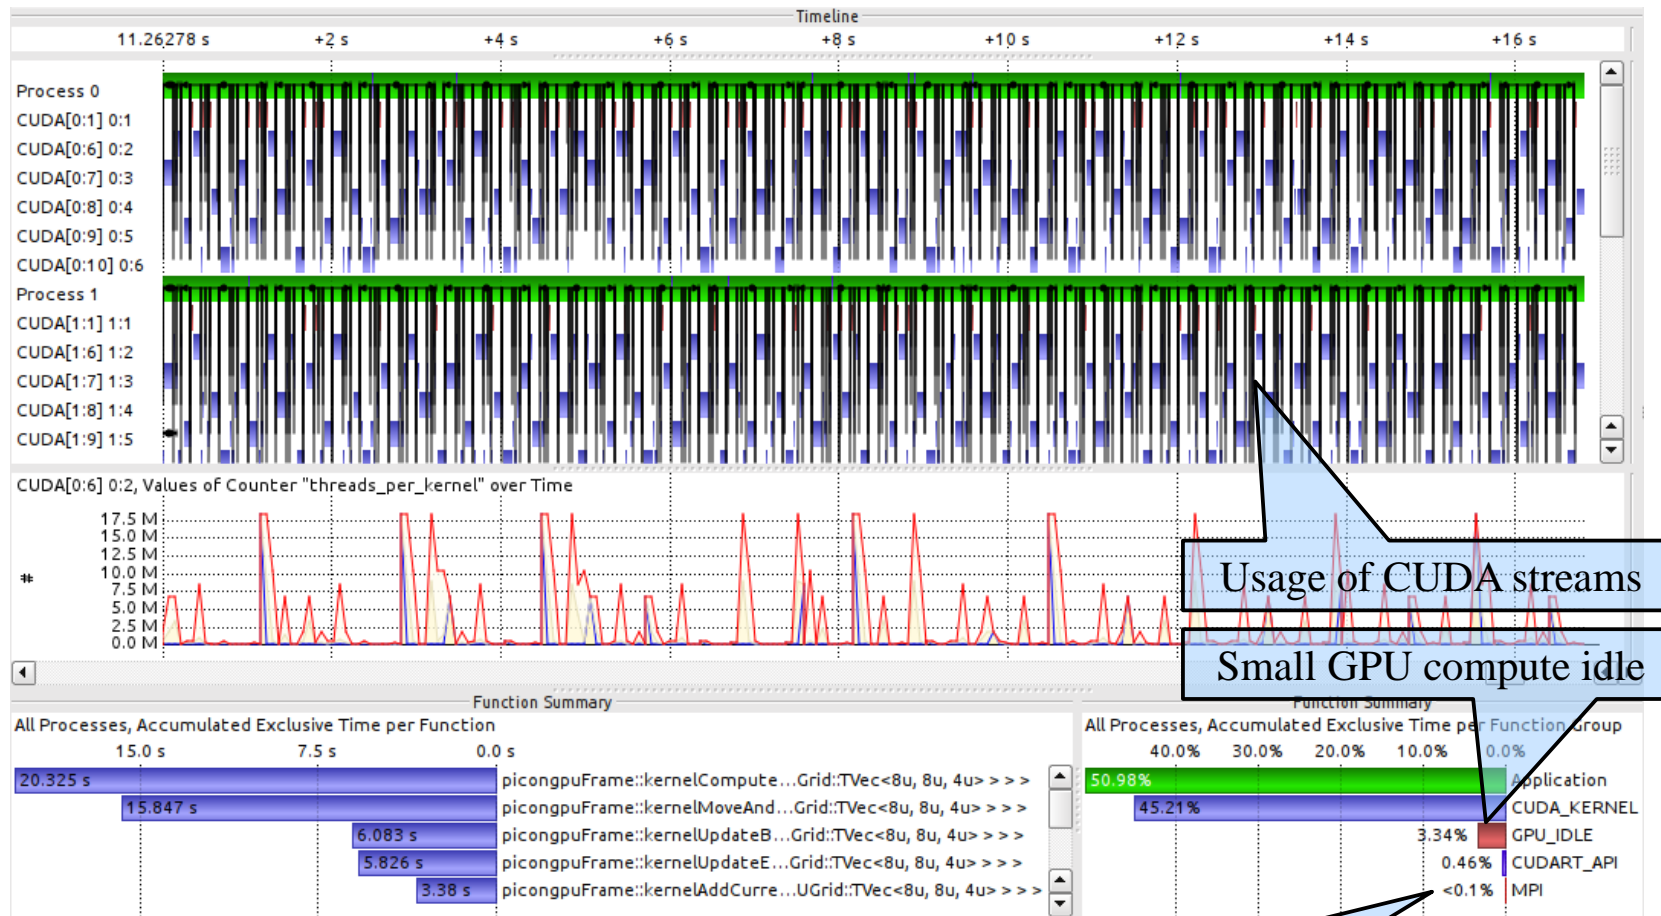 Timeline
11.26278 s +2 s +4 s +6 s +8 s +10 s +12 s +14 s +16 s
Process 0
CUDA[0:1] 0:1
CUDA[0:6] 0:2
CUDA[0:7] 0:3
CUDA[0:8] 0:4
CUDA[0:9] 0:5
CUDA[0:10] 0:6
Process 1
CUDA[1:1] 1:1
CUDA[1:6] 1:2
CUDA[1:7] 1:3
CUDA[1:8] 1:4
CUDA[1:9] 1:5
CUDA[0:6] 0:2, Values of Counter "threads_per_kernel" over Time
17.5 M
15.0 M
12.5 M
10.0 M
#
7.5 M
5.0 M
2.5 M
0.0 M
Usage of CUDA streams
Small GPU compute idle
Function Summary
All Processes, Accumulated Exclusive Time per Function
15.0 s 7.5 s 0.0 s
20.325 s picongpuFrame::kernelCompute...Grid::TVec<8u, 8u, 4u> > > >
15.847 s picongpuFrame::kernelMoveAnd...Grid::TVec<8u, 8u, 4u> > > >
6.083 s picongpuFrame::kernelUpdateB...Grid::TVec<8u, 8u, 4u> > > >
5.826 s picongpuFrame::kernelUpdateE...Grid::TVec<8u, 8u, 4u> > > >
3.38 s picongpuFrame::kernelAddCurre...UGrid::TVec<8u, 8u, 4u> > > >
Function Summary
All Processes, Accumulated Exclusive Time per Function Group
40.0% 30.0% 20.0% 10.0% 0.0%
50.98% Application
45.21% CUDA_KERNEL
3.34% GPU_IDLE
0.46% CUDART_API
<0.1% MPI